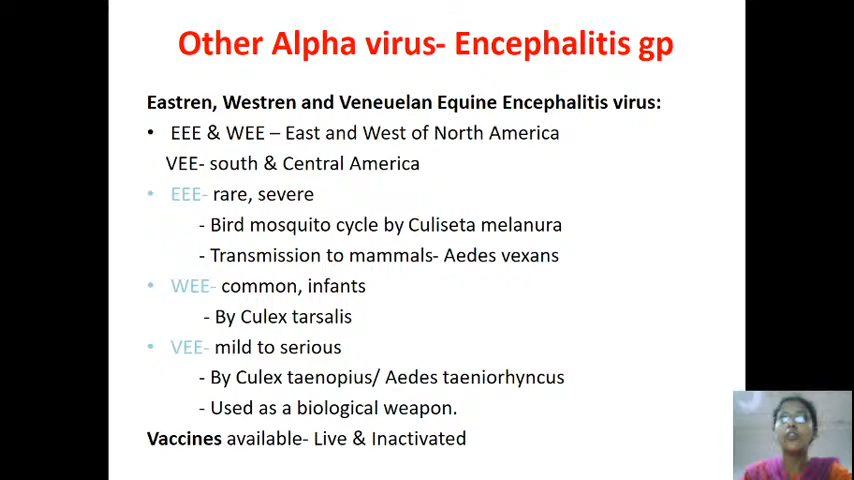 Other Alpha virus- Encephalitis gp
Eastren, Westren and Veneuelan Equine Encephalitis virus:
• EEE & WEE – East and West of North America
VEE- south & Central America
• EEE- rare, severe
- Bird mosquito cycle by Culiseta melanura
- Transmission to mammals- Aedes vexans
• WEE- common, infants
- By Culex tarsalis
• VEE- mild to serious
- By Culex taenopius/ Aedes taeniorhyncus
- Used as a biological weapon.
Vaccines available- Live & Inactivated